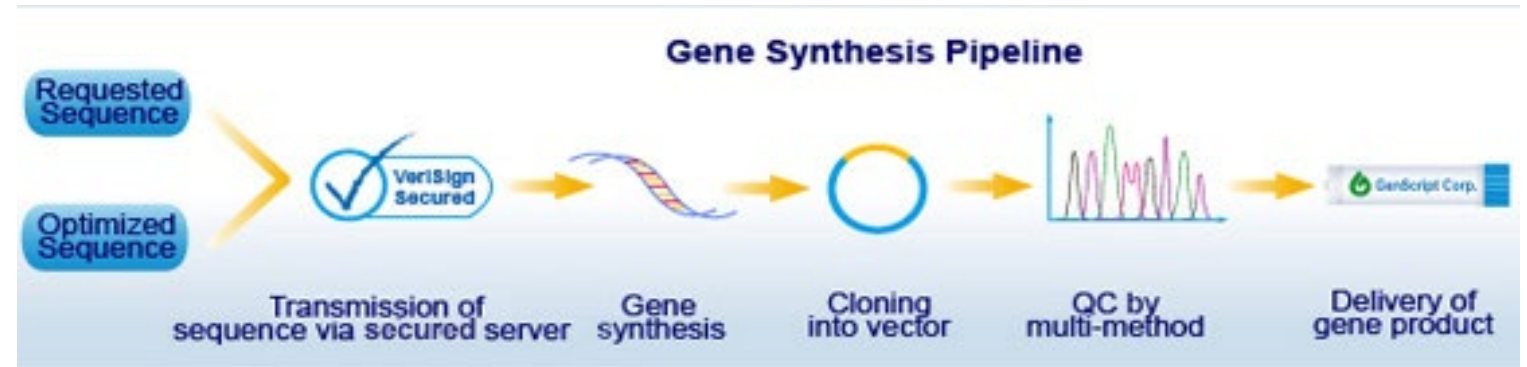 Gene Synthesis Pipeline
Requested
Sequence
Optimized
Sequence
VeriSign
Secured
GenScript Corp.
Transmission of
sequence via secured server
Gene
synthesis
Cloning
into vector
QC by
multi-method
Delivery of
gene product